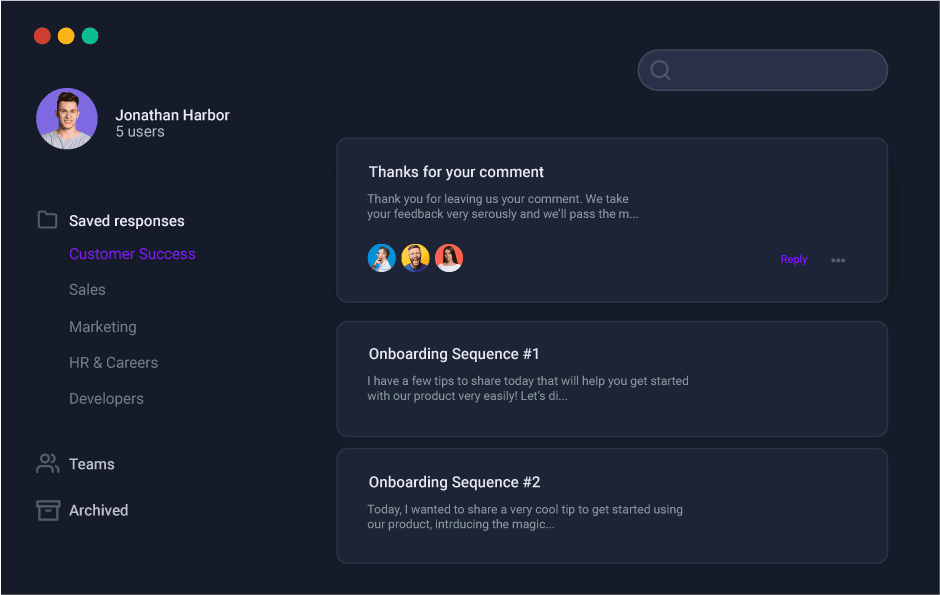 Jonathan Harbor
5 users
Saved responses
Customer Success
Sales
Marketing
HR & Careers
Developers
Teams
Archived
Thanks for your comment
Thank you for leaving us your comment. We take
your feedback very serously and we'll pass the m...
Reply
Onboarding Sequence #1
I have a few tips to share today that will help you get started
with our product very easily! Let's di...
Onboarding Sequence #2
Today, I wanted to share a very cool tip to get started using
our product, intrducing the magic...